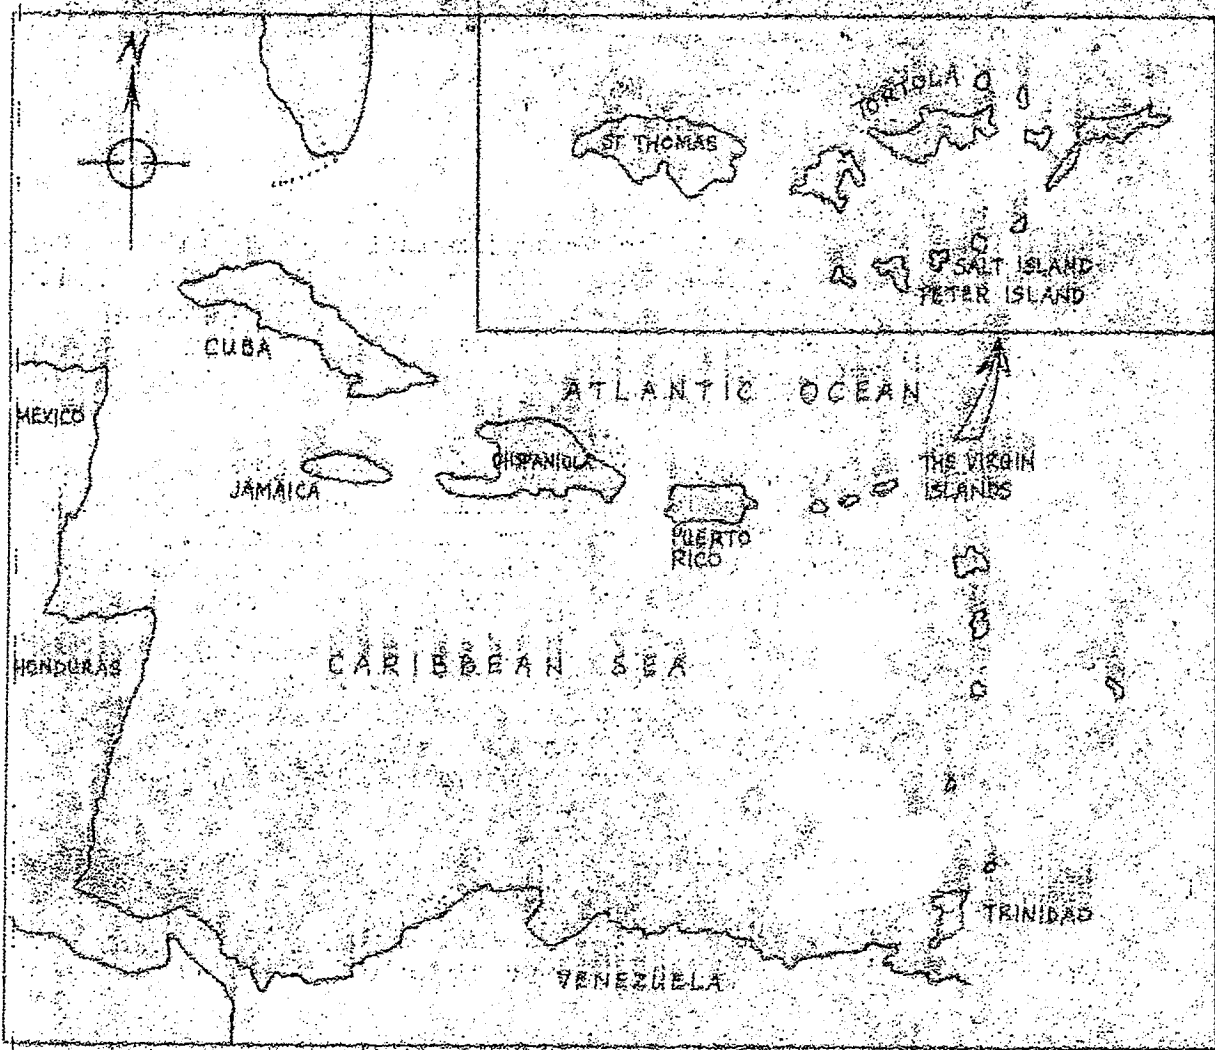 N
TORTOLA
ST THOMAS
SALT ISLAND
PETER ISLAND
CUBA
ATLANTIC OCEAN
MEXICO
HISPANIOLA
THE VIRGIN
ISLANDS
JAMAICA
PUERTO
RICO
CARIBBEAN SEA
HONDURAS
TRINIDAD
VENEZUELA